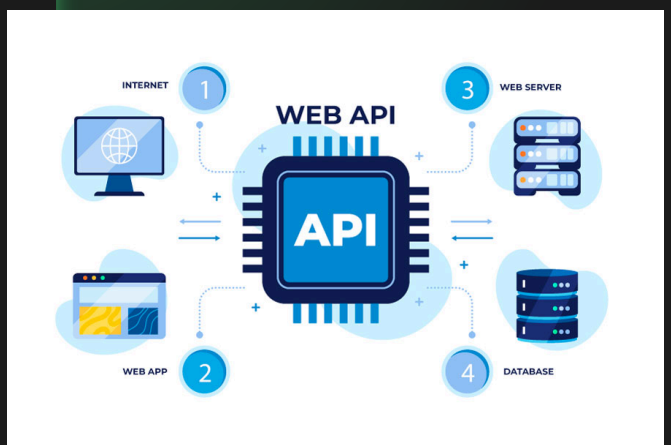 WEB API
API
INTERNET
1
WEB APP
2
3
WEB SERVER
4
DATABASE